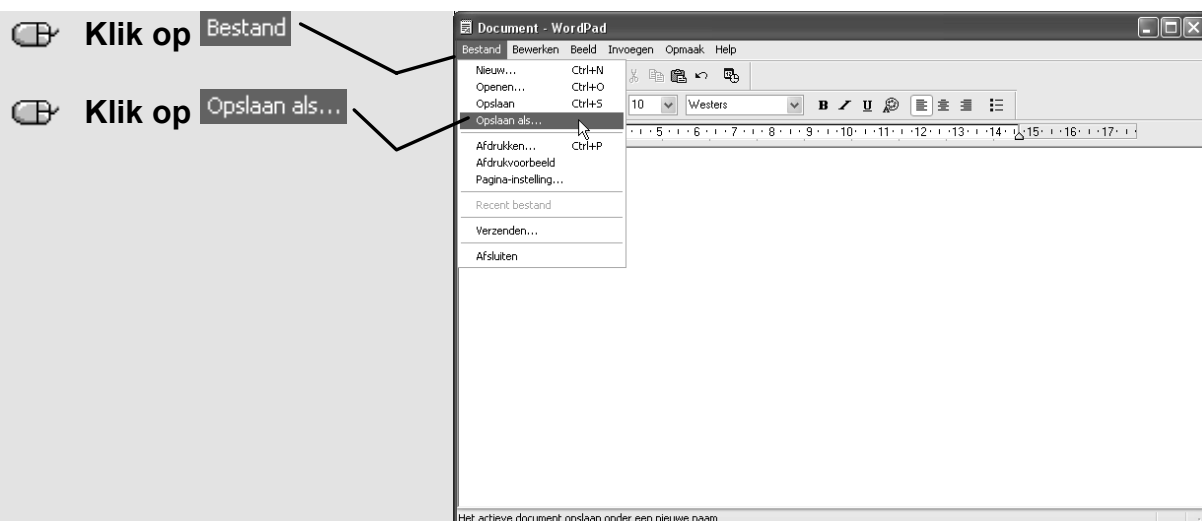 Klik op Bestand
Klik op Opslaan als...
Document - WordPad
Bestand Bewerken Beeld Invoegen Opmaak Help
Nieuw... Ctrl+N
Openen... Ctrl+O
Opslaan Ctrl+S
Opslaan als...
Afdrukken... Ctrl+P
Afdrukvoorbeeld
Pagina-instelling...
Recent bestand
Verzenden...
Afsluiten
10 Westers B I U
5 6 7 8 9 10 11 12 13 14 15 16 17
Het actieve document opslaan onder een nieuwe naam